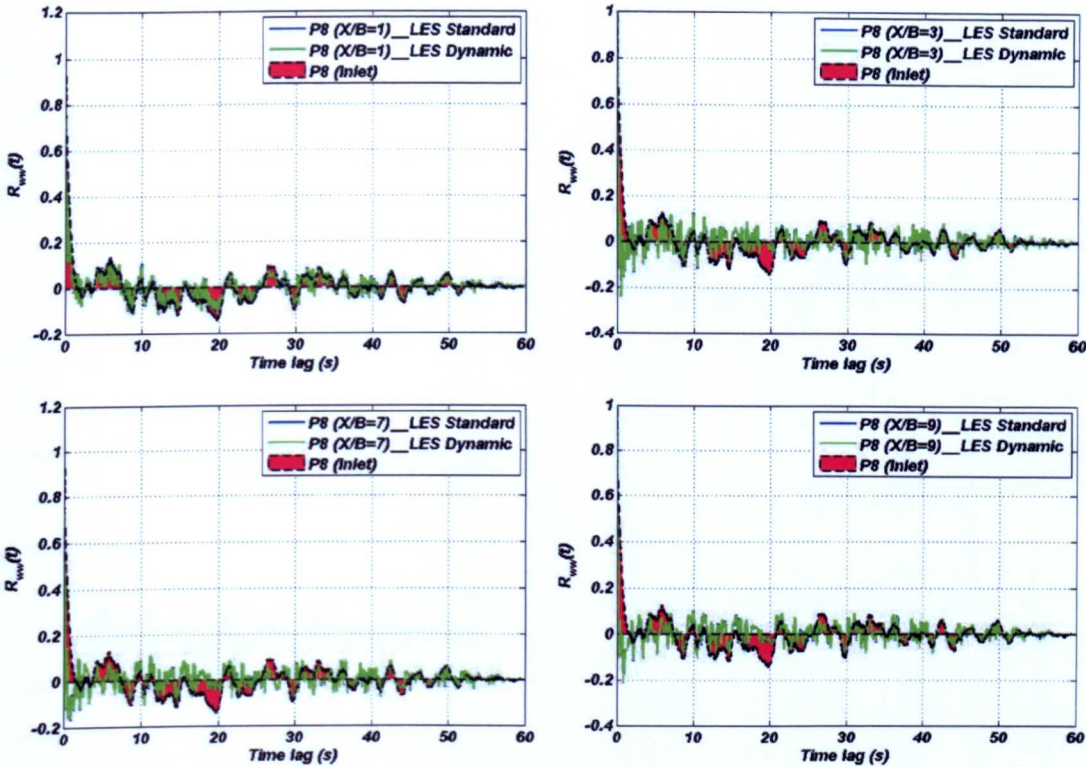 P8 (X/B=1)__LES Standard
P8 (X/B=1)__LES Dynamic
P8 (Inlet)
1.2
1
0.8
0.6
0.4
0.2
0
-0.2
R_ww(t)
0 10 20 30 40 50 60
Time lag (s)
P8 (X/B=3)__LES Standard
P8 (X/B=3)__LES Dynamic
P8 (Inlet)
1
0.8
0.6
0.4
0.2
0
-0.2
-0.4
R_ww(t)
0 10 20 30 40 50 60
Time lag (s)
P8 (X/B=7)__LES Standard
P8 (X/B=7)__LES Dynamic
P8 (Inlet)
1.2
1
0.8
0.6
0.4
0.2
0
-0.2
R_ww(t)
0 10 20 30 40 50 60
Time lag (s)
P8 (X/B=9)__LES Standard
P8 (X/B=9)__LES Dynamic
P8 (Inlet)
1
0.8
0.6
0.4
0.2
0
-0.2
-0.4
R_ww(t)
0 10 20 30 40 50 60
Time lag (s)